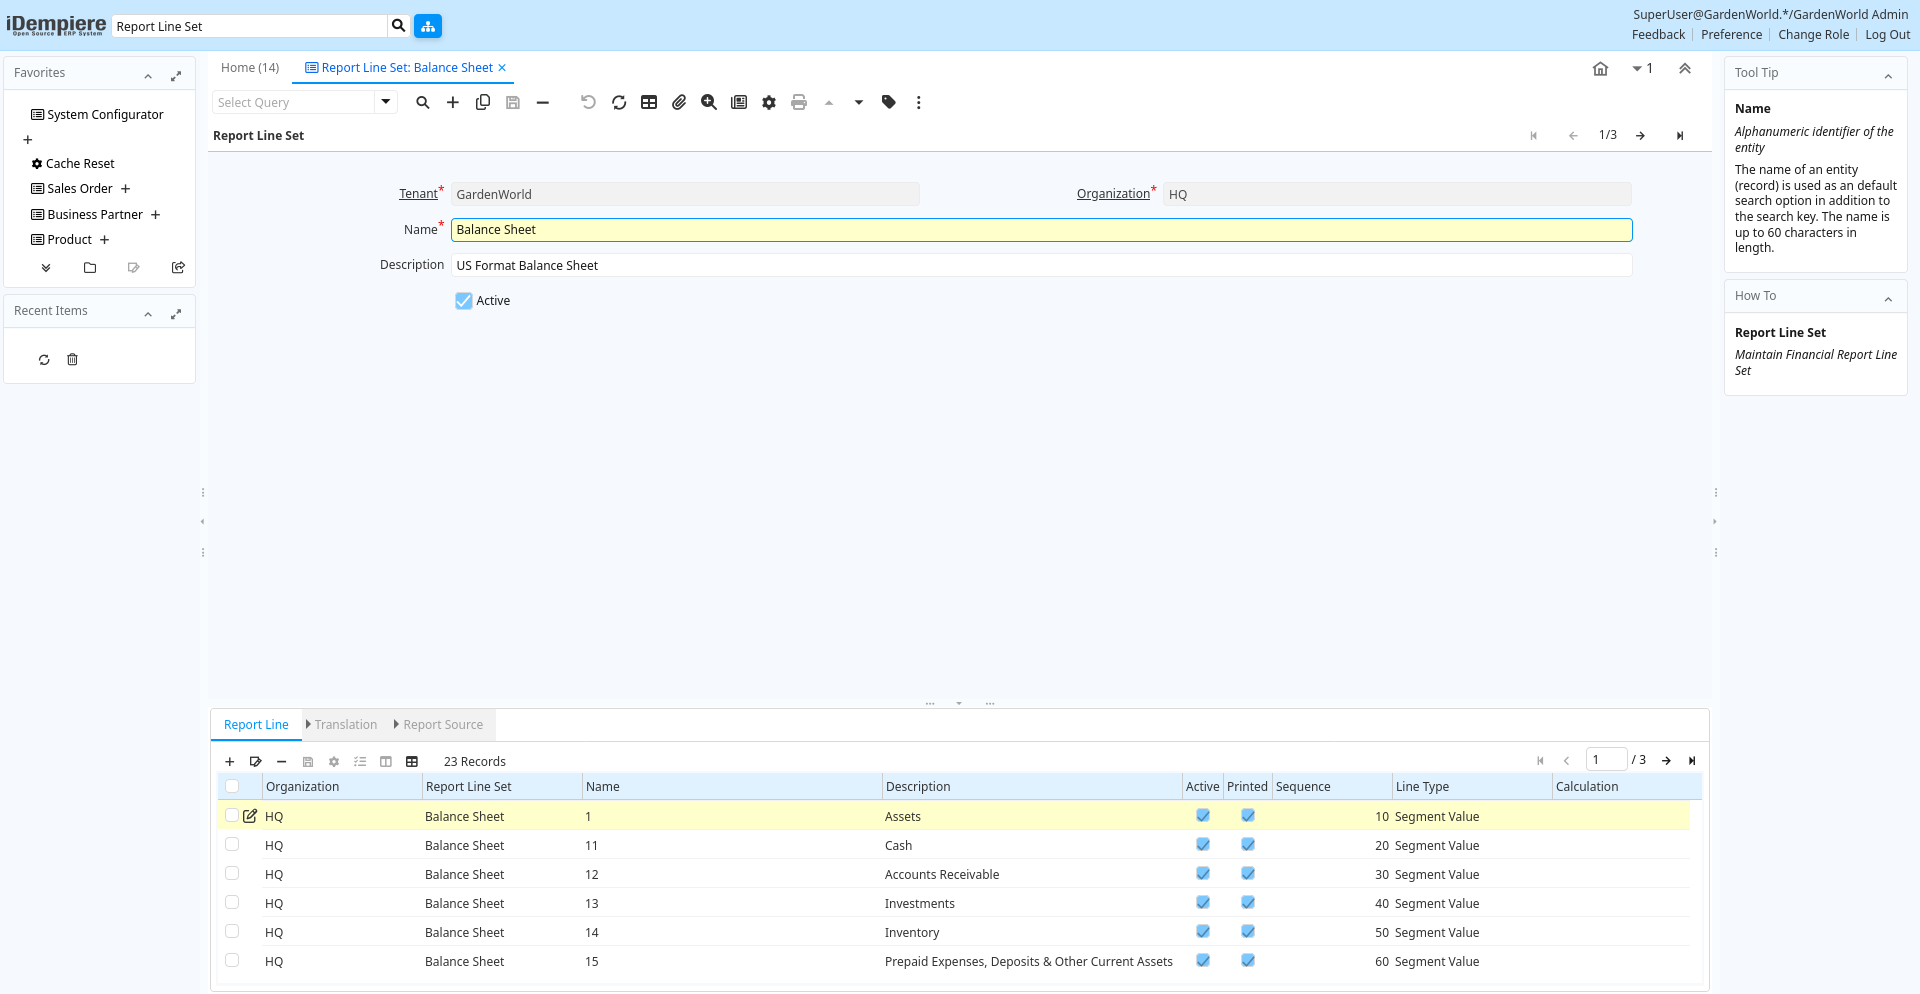 iDempiere
Open Source ERP System
Report Line Set
SuperUser@GardenWorld.*/GardenWorld Admin
Feedback Preference Change Role Log Out
Favorites
System Configurator
+
Cache Reset
Sales Order +
Business Partner +
Product +
Recent Items
Home (14)
Report Line Set: Balance Sheet ×
1
Select Query
Report Line Set
1/3
Tenant* GardenWorld
Organization* HQ
Name* Balance Sheet
Description US Format Balance Sheet
Active
Report Line
Translation
Report Source
23 Records
1 / 3
Organization Report Line Set Name Description Active Printed Sequence Line Type Calculation
HQ Balance Sheet 1 Assets 10 Segment Value
HQ Balance Sheet 11 Cash 20 Segment Value
HQ Balance Sheet 12 Accounts Receivable 30 Segment Value
HQ Balance Sheet 13 Investments 40 Segment Value
HQ Balance Sheet 14 Inventory 50 Segment Value
HQ Balance Sheet 15 Prepaid Expenses, Deposits & Other Current Assets 60 Segment Value
Tool Tip
Name
Alphanumeric identifier of the
entity
The name of an entity
(record) is used as an default
search option in addition to
the search key. The name is
up to 60 characters in
length.
How To
Report Line Set
Maintain Financial Report Line
Set